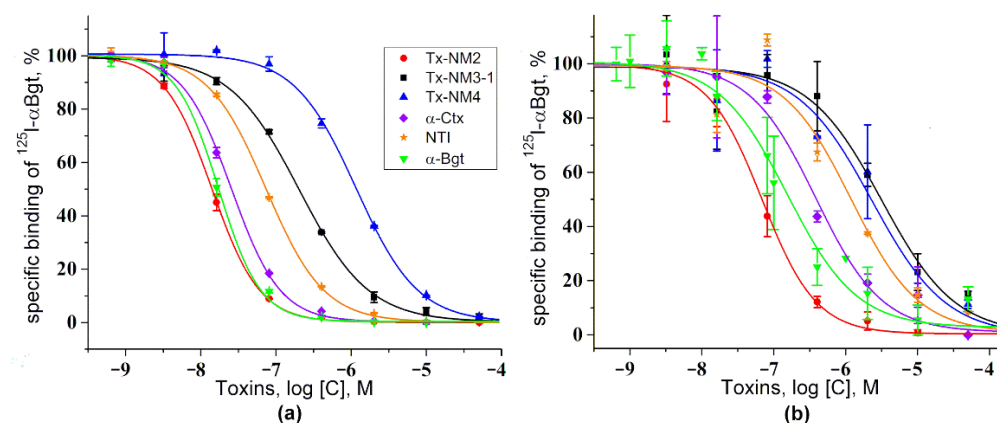 specific binding of ¹²⁵I-αBgt, %
120
100
80
60
40
20
0
Tx-NM2
Tx-NM3-1
Tx-NM4
α-Ctx
NTI
α-Bgt
−9 −8 −7 −6 −5 −4
Toxins, log [C], M
(a)
specific binding of ¹²⁵I-αBgt, %
100
80
60
40
20
0
−9 −8 −7 −6 −5 −4
Toxins, log [C], M
(b)